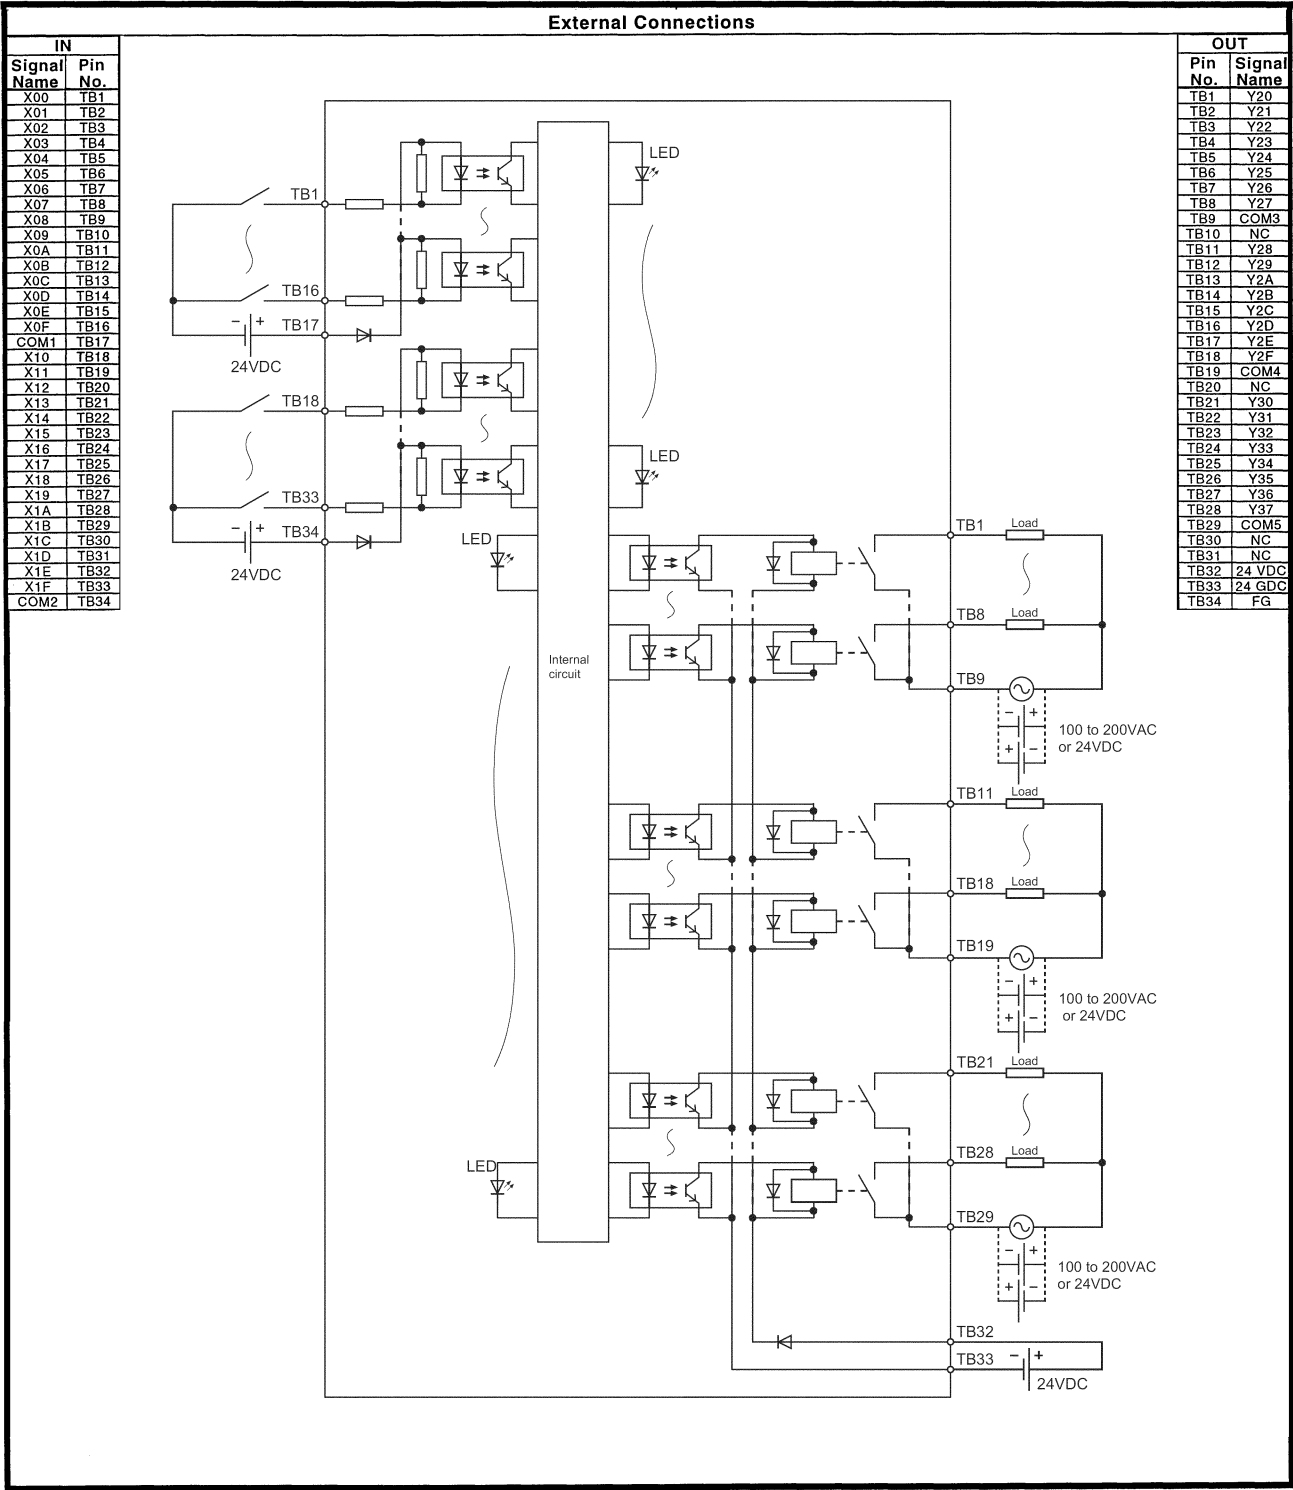 External Connections
IN
Signal Name Pin No.
X00 TB1
X01 TB2
X02 TB3
X03 TB4
X04 TB5
X05 TB6
X06 TB7
X07 TB8
X08 TB9
X09 TB10
X0A TB11
X0B TB12
X0C TB13
X0D TB14
X0E TB15
X0F TB16
COM1 TB17
X10 TB18
X11 TB19
X12 TB20
X13 TB21
X14 TB22
X15 TB23
X16 TB24
X17 TB25
X18 TB26
X19 TB27
X1A TB28
X1B TB29
X1C TB30
X1D TB31
X1E TB32
X1F TB33
COM2 TB34
TB1
TB16
− + TB17
24VDC
TB18
TB33
− + TB34
24VDC
LED
LED
LED
LED
Internal
circuit
TB1 Load
TB8 Load
TB9
− +
+ −
100 to 200VAC
or 24VDC
TB11 Load
TB18 Load
TB19
− +
+ −
100 to 200VAC
or 24VDC
TB21 Load
TB28 Load
TB29
− +
+ −
100 to 200VAC
or 24VDC
TB32
TB33 − +
24VDC
OUT
Pin No. Signal Name
TB1 Y20
TB2 Y21
TB3 Y22
TB4 Y23
TB5 Y24
TB6 Y25
TB7 Y26
TB8 Y27
TB9 COM3
TB10 NC
TB11 Y28
TB12 Y29
TB13 Y2A
TB14 Y2B
TB15 Y2C
TB16 Y2D
TB17 Y2E
TB18 Y2F
TB19 COM4
TB20 NC
TB21 Y30
TB22 Y31
TB23 Y32
TB24 Y33
TB25 Y34
TB26 Y35
TB27 Y36
TB28 Y37
TB29 COM5
TB30 NC
TB31 NC
TB32 24 VDC
TB33 24 GDC
TB34 FG